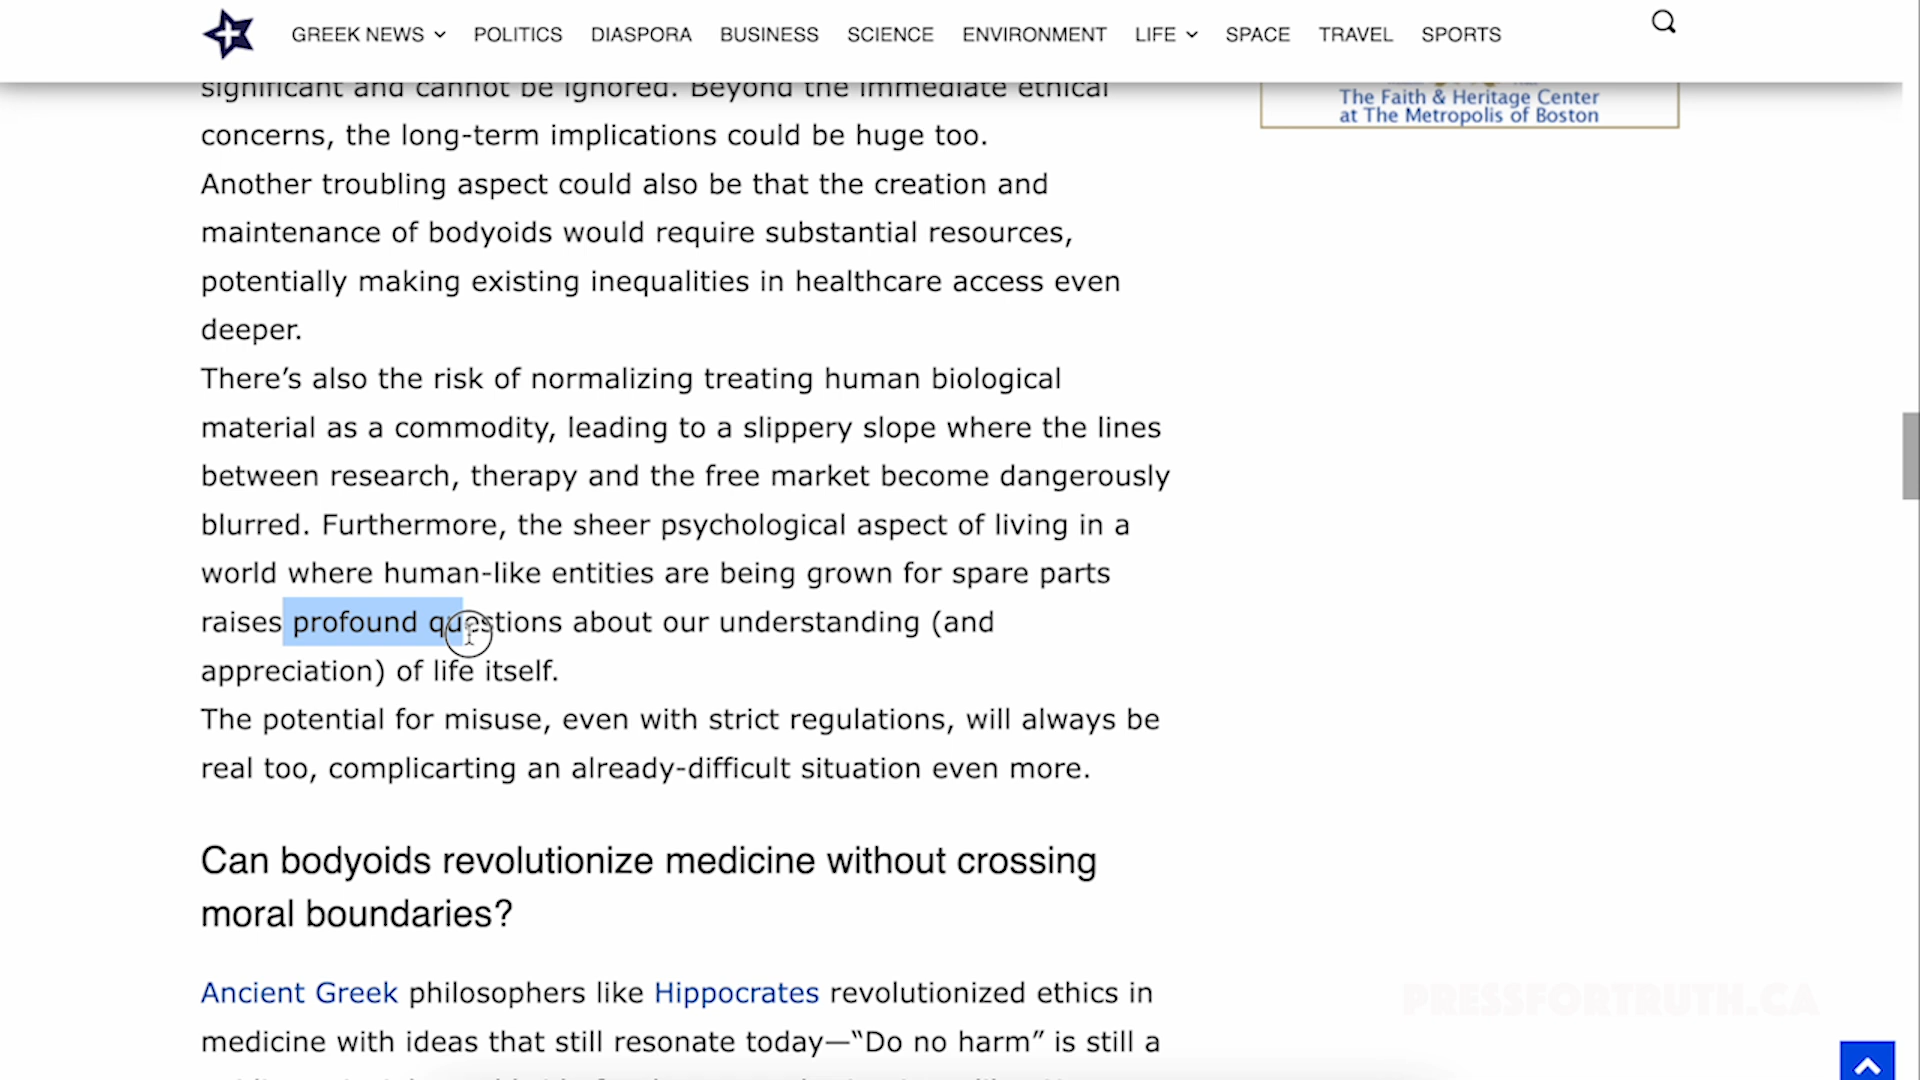 GREEK NEWS POLITICS DIASPORA BUSINESS SCIENCE ENVIRONMENT LIFE SPACE TRAVEL SPORTS
significant and cannot be ignored. Beyond the immediate ethical
concerns, the long-term implications could be huge too.
Another troubling aspect could also be that the creation and
maintenance of bodyoids would require substantial resources,
potentially making existing inequalities in healthcare access even
deeper.
There’s also the risk of normalizing treating human biological
material as a commodity, leading to a slippery slope where the lines
between research, therapy and the free market become dangerously
blurred. Furthermore, the sheer psychological aspect of living in a
world where human-like entities are being grown for spare parts
raises profound questions about our understanding (and
appreciation) of life itself.
The potential for misuse, even with strict regulations, will always be
real too, complicarting an already-difficult situation even more.
Can bodyoids revolutionize medicine without crossing
moral boundaries?
Ancient Greek philosophers like Hippocrates revolutionized ethics in
medicine with ideas that still resonate today—“Do no harm” is still a
The Faith & Heritage Center
at The Metropolis of Boston
PRESSFORTRUTH.CA